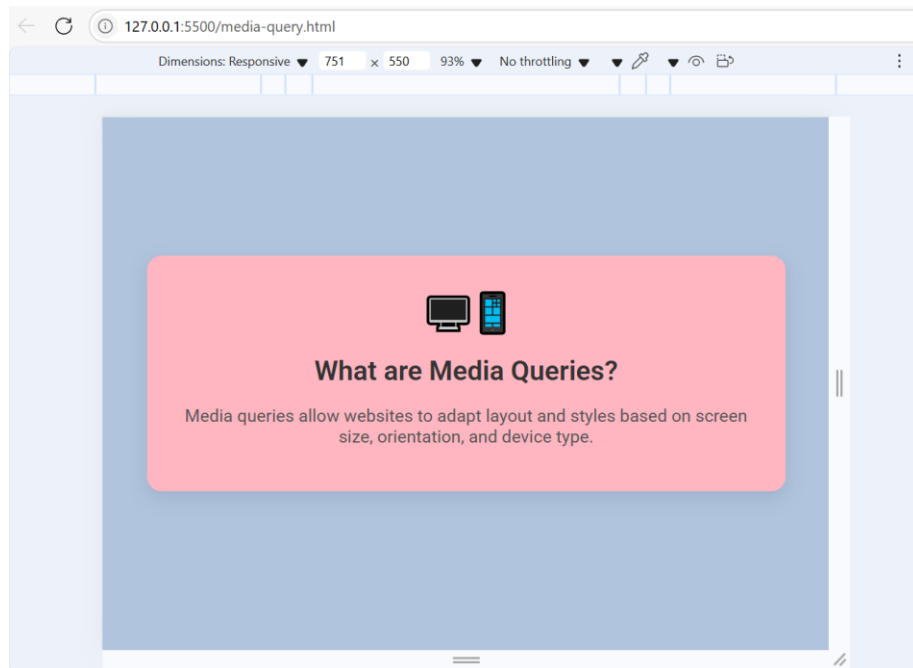 127.0.0.1:5500/media-query.html
Dimensions: Responsive 751 x 550 93% No throttling
What are Media Queries?
Media queries allow websites to adapt layout and styles based on screen
size, orientation, and device type.